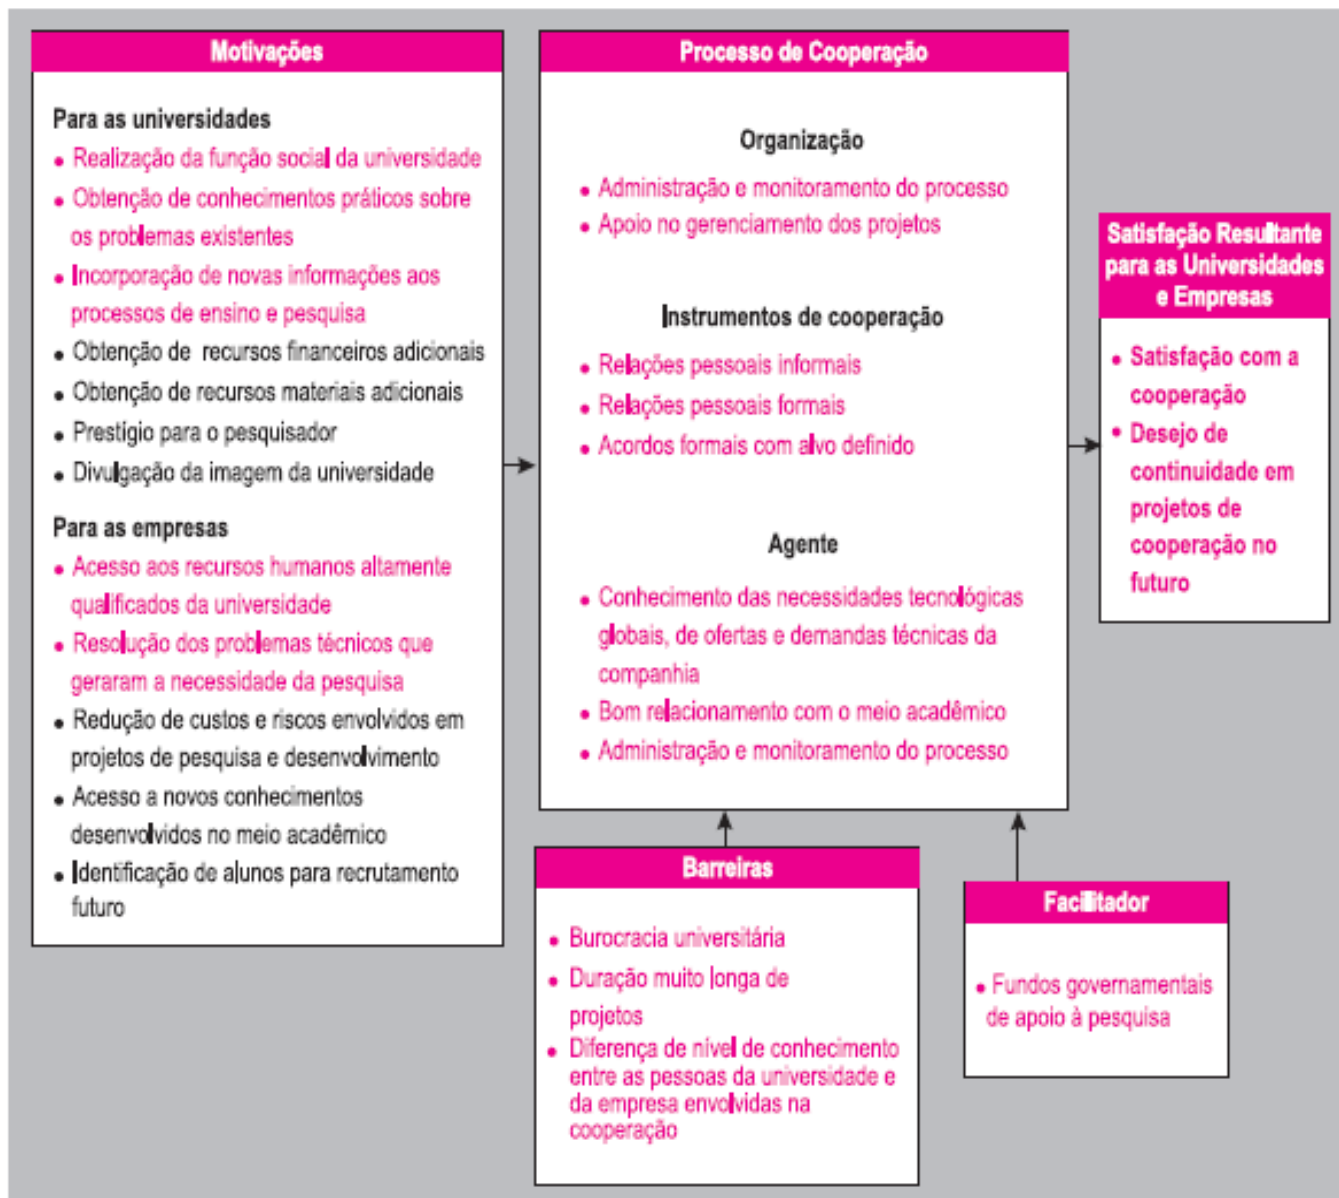 Motivações
Para as universidades
• Realização da função social da universidade
• Obtenção de conhecimentos práticos sobre
os problemas existentes
• Incorporação de novas informações aos
processos de ensino e pesquisa
• Obtenção de recursos financeiros adicionais
• Obtenção de recursos materiais adicionais
• Prestígio para o pesquisador
• Divulgação da imagem da universidade
Para as empresas
• Acesso aos recursos humanos altamente
qualificados da universidade
• Resolução dos problemas técnicos que
geraram a necessidade da pesquisa
• Redução de custos e riscos envolvidos em
projetos de pesquisa e desenvolvimento
• Acesso a novos conhecimentos
desenvolvidos no meio acadêmico
• Identificação de alunos para recrutamento
futuro
Processo de Cooperação
Organização
• Administração e monitoramento do processo
• Apoio no gerenciamento dos projetos
Instrumentos de cooperação
• Relações pessoais informais
• Relações pessoais formais
• Acordos formais com alvo definido
Agente
• Conhecimento das necessidades tecnológicas
globais, de ofertas e demandas técnicas da
companhia
• Bom relacionamento com o meio acadêmico
• Administração e monitoramento do processo
Satisfação Resultante
para as Universidades
e Empresas
• Satisfação com a
cooperação
• Desejo de
continuidade em
projetos de
cooperação no
futuro
Barreiras
• Burocracia universitária
• Duração muito longa de
projetos
• Diferença de nível de conhecimento
entre as pessoas da universidade e
da empresa envolvidas na
cooperação
Facilitador
• Fundos governamentais
de apoio à pesquisa